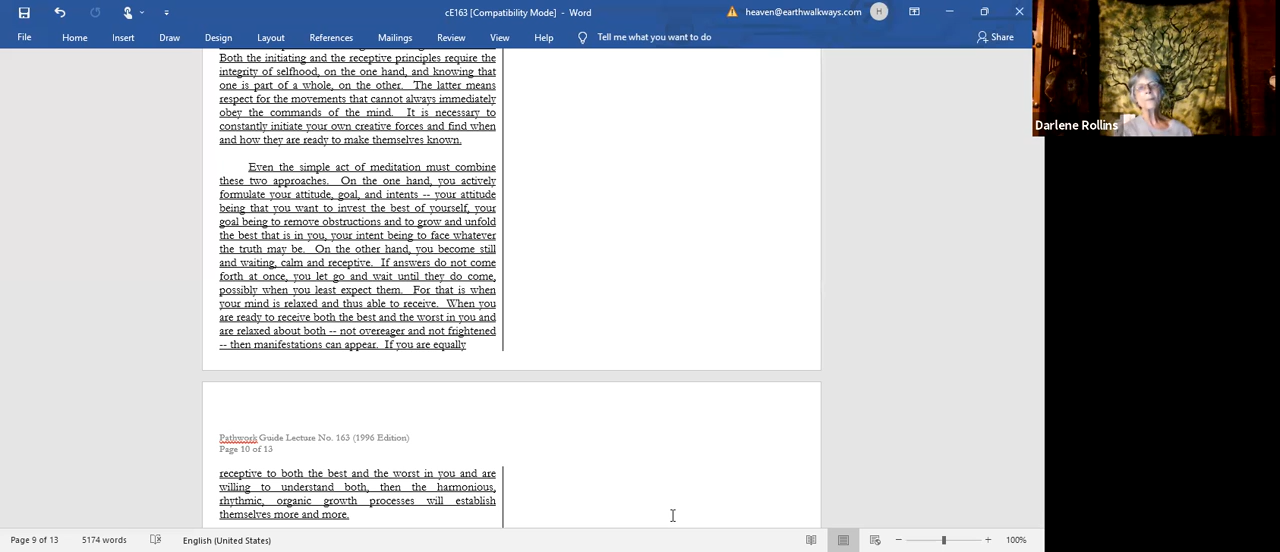 cE163 [Compatibility Mode] - Word
heaven@earthwalkways.com
H
File
Home
Insert
Draw
Design
Layout
References
Mailings
Review
View
Help
Tell me what you want to do
Share
Both the initiating and the receptive principles require the
integrity of selfhood, on the one hand, and knowing that
one is part of a whole, on the other. The latter means
respect for the movements that cannot always immediately
obey the commands of the mind. It is necessary to
constantly initiate your own creative forces and find when
and how they are ready to make themselves known.
Even the simple act of meditation must combine
these two approaches. On the one hand, you actively
formulate your attitude, goal, and intents -- your attitude
being that you want to invest the best of yourself, your
goal being to remove obstructions and to grow and unfold
the best that is in you, your intent being to face whatever
the truth may be. On the other hand, you become still
and waiting, calm and receptive. If answers do not come
forth at once, you let go and wait until they do come,
possibly when you least expect them. For that is when
your mind is relaxed and thus able to receive. When you
are ready to receive both the best and the worst in you and
are relaxed about both -- not overeager and not frightened
-- then manifestations can appear. If you are equally
Pathwork Guide Lecture No. 163 (1996 Edition)
Page 10 of 13
receptive to both the best and the worst in you and are
willing to understand both, then the harmonious,
rhythmic, organic growth processes will establish
themselves more and more.
Page 9 of 13
5174 words
English (United States)
100%
Darlene Rollins